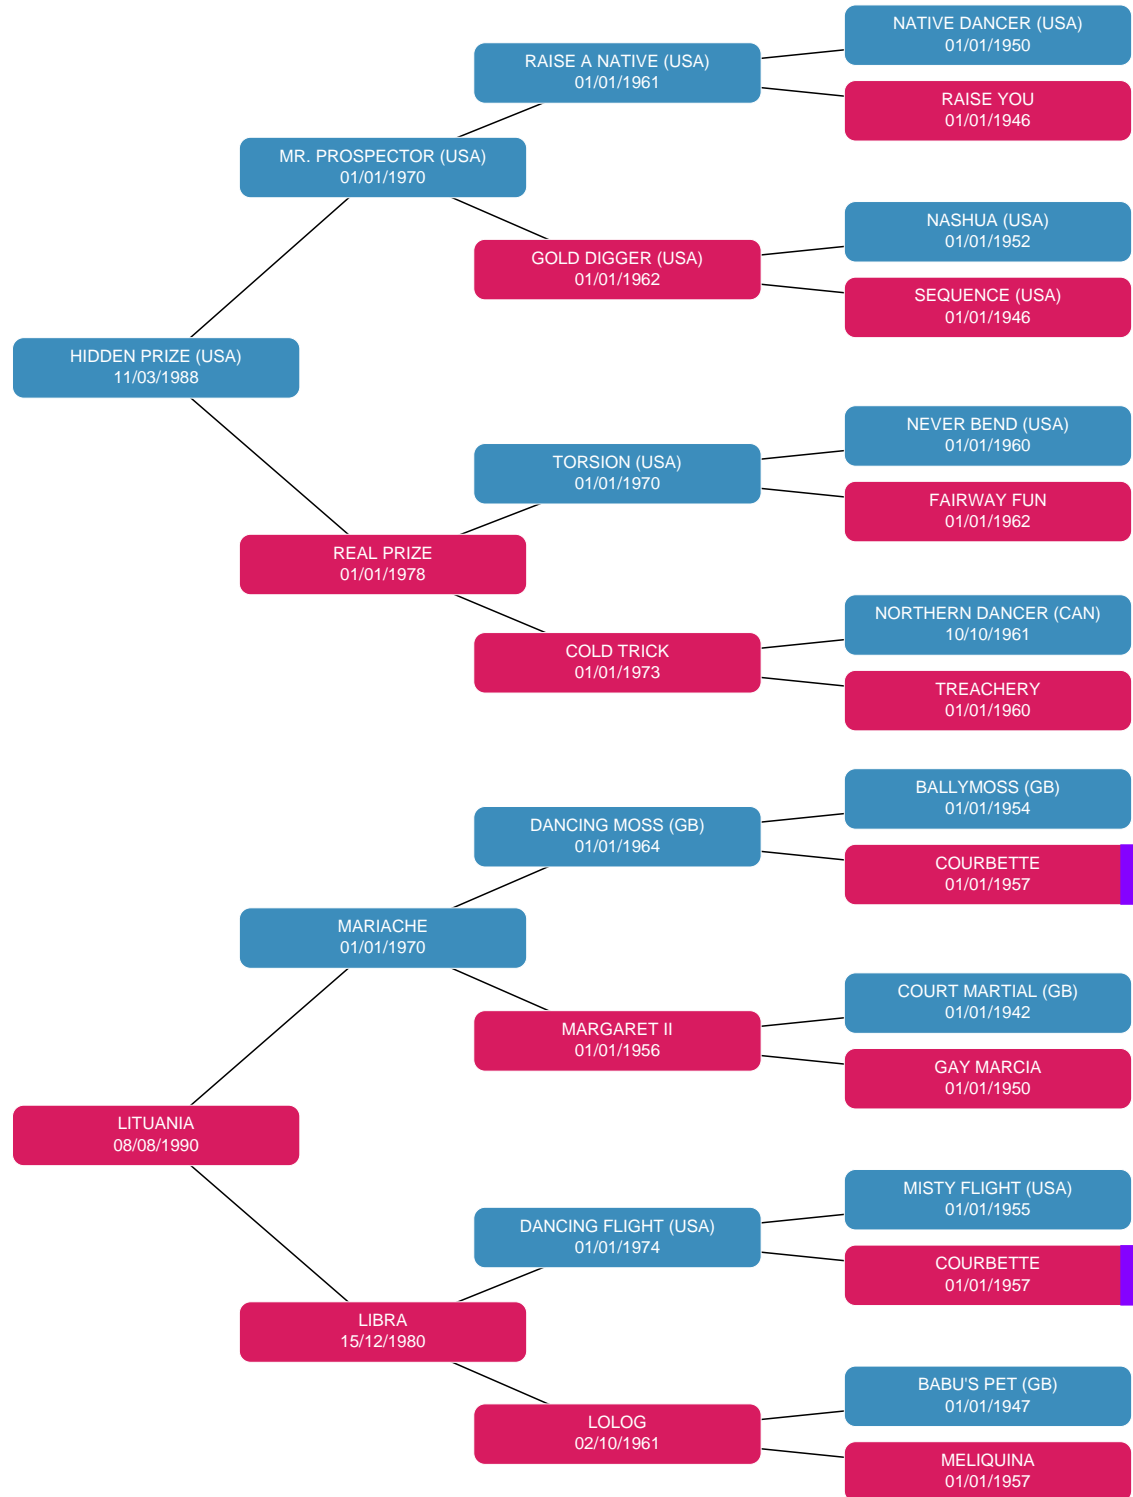 NATIVE DANCER (USA)
01/01/1950
RAISE A NATIVE (USA)
01/01/1961
RAISE YOU
01/01/1946
MR. PROSPECTOR (USA)
01/01/1970
NASHUA (USA)
01/01/1952
GOLD DIGGER (USA)
01/01/1962
SEQUENCE (USA)
01/01/1946
HIDDEN PRIZE (USA)
11/03/1988
NEVER BEND (USA)
01/01/1960
TORSION (USA)
01/01/1970
FAIRWAY FUN
01/01/1962
REAL PRIZE
01/01/1978
NORTHERN DANCER (CAN)
10/10/1961
COLD TRICK
01/01/1973
TREACHERY
01/01/1960
BALLYMOSS (GB)
01/01/1954
DANCING MOSS (GB)
01/01/1964
COURBETTE
01/01/1957
MARIACHE
01/01/1970
COURT MARTIAL (GB)
01/01/1942
MARGARET II
01/01/1956
GAY MARCIA
01/01/1950
LITUANIA
08/08/1990
MISTY FLIGHT (USA)
01/01/1955
DANCING FLIGHT (USA)
01/01/1974
COURBETTE
01/01/1957
LIBRA
15/12/1980
BABU'S PET (GB)
01/01/1947
LOLOG
02/10/1961
MELIQUINA
01/01/1957